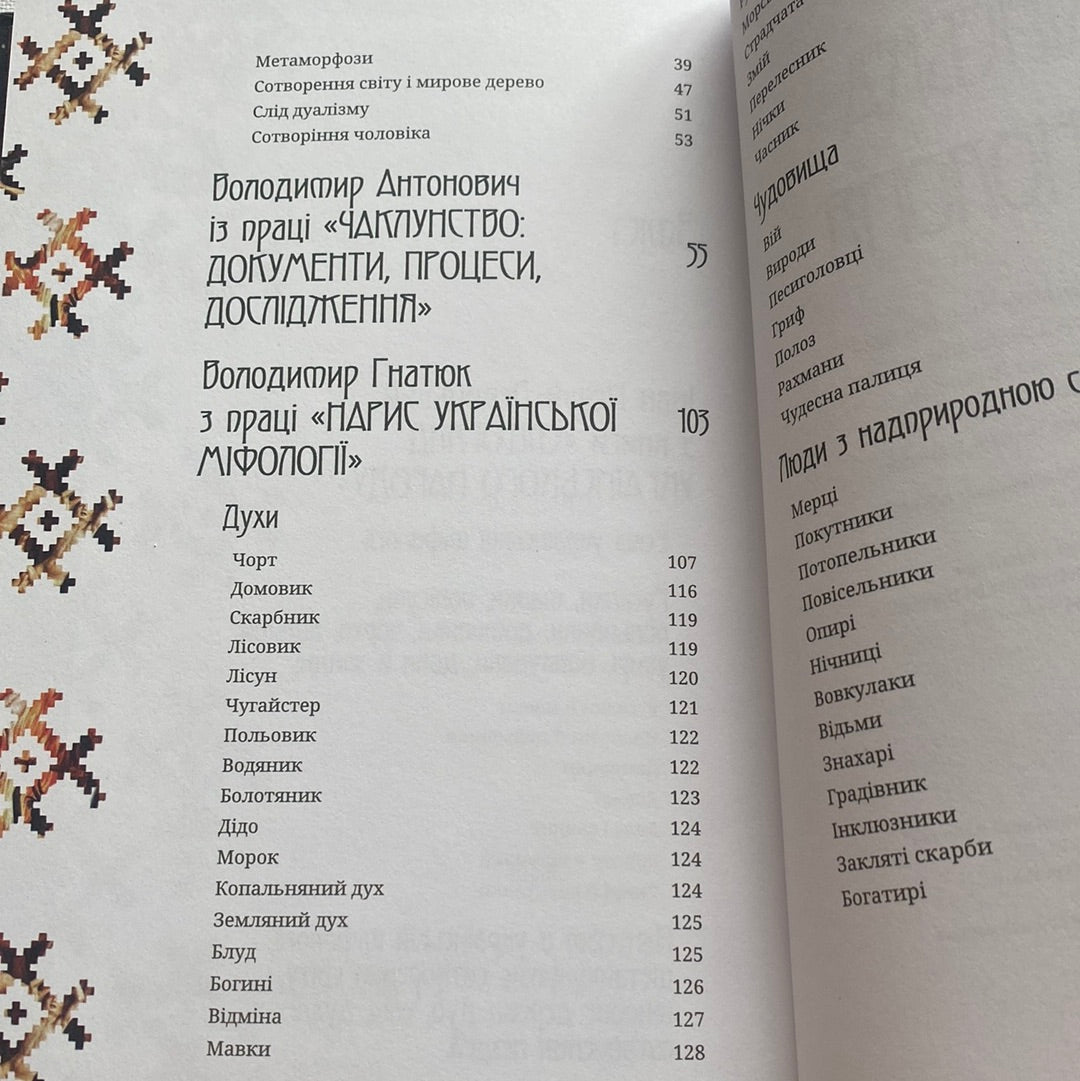 Метаморфози 39
Сотворення світу і мирове дерево 47
Слід дуалізму 51
Сотворіння чоловіка 53
Володимир Антонович
із праці «ЧАКЛУНСТВО:
ДОКУМЕНТИ, ПРОЦЕСИ, 55
ДОСЛІДЖЕННЯ»
Володимир Гнатюк
з праці «НАРИС УКРАЇНСЬКОЇ 103
МІФОЛОГІЇ»
Духи
Чорт 107
Домовик 116
Скарбник 119
Лісовик 119
Лісун 120
Чугайстер 121
Польовик 122
Водяник 122
Болотяник 123
Дідо 124
Морок 124
Копальняний дух 124
Земляний дух 125
Блуд 125
Богині 126
Відміна 127
Мавки 128
Страдчата
Змій
Перелесник
Нічки
Часник
Чудовища
Вій
Вироди
Песиголовці
Гриф
Полоз
Рахмани
Чудесна палиця
Люди з надприродною
Мерці
Покутники
Потопельники
Повісельники
Опирі
Нічниці
Вовкулаки
Відьми
Знахарі
Градівник
Інклюзники
Закляті скарби
Богатирі